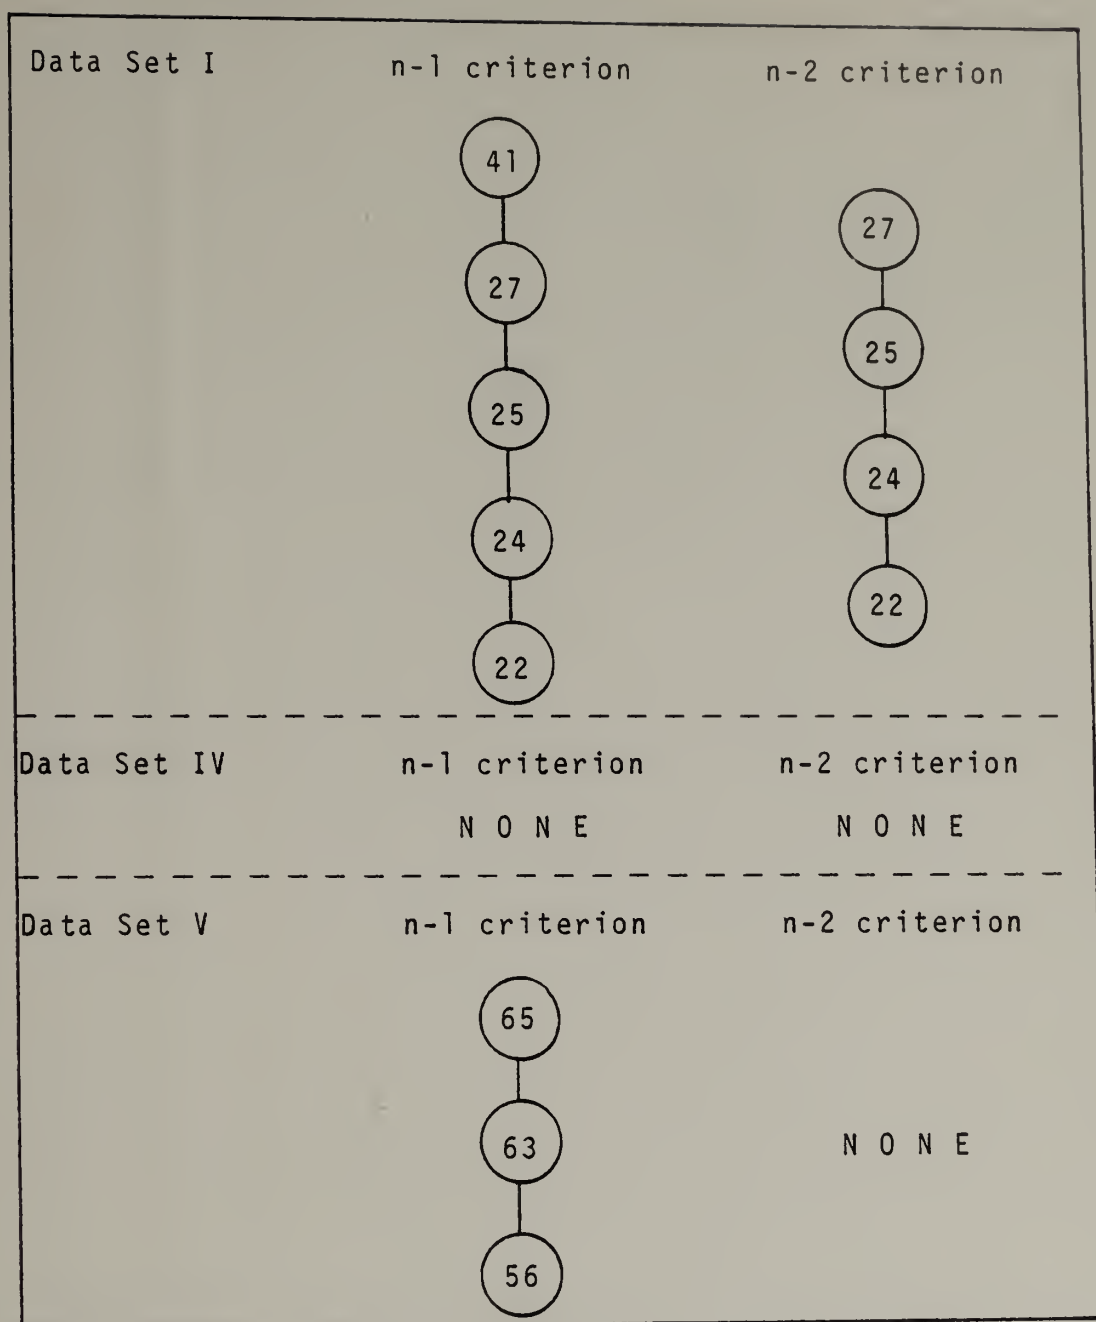 Data Set I n-1 criterion n-2 criterion
41
27
27
25
25
24
24
22
22
Data Set IV n-1 criterion n-2 criterion
N O N E N O N E
Data Set V n-1 criterion n-2 criterion
65
63 N O N E
56